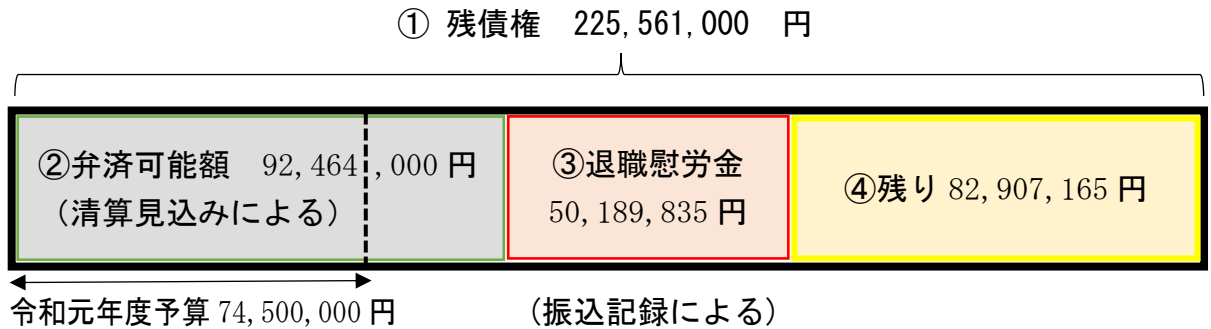 ① 残債権　225,561,000　円
②弁済可能額　92,464,000 円
（清算見込みによる）
③退職慰労金
50,189,835 円
④残り 82,907,165 円
令和元年度予算 74,500,000 円
（振込記録による）